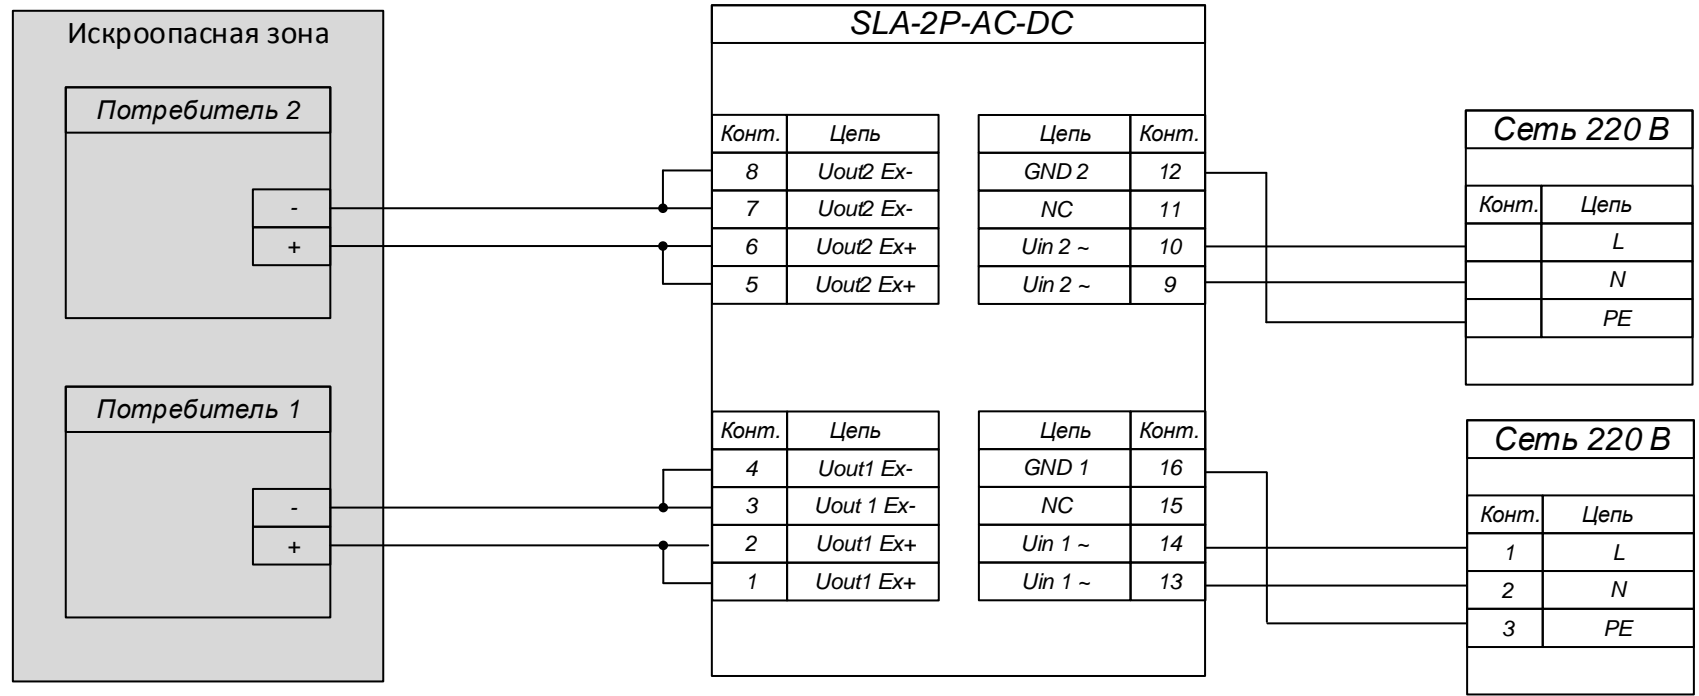 Искроопасная зона
Потребитель 2
-
+
Потребитель 1
-
+
SLA-2P-AC-DC
Конт. Цепь
8 Uout2 Ex-
7 Uout2 Ex-
6 Uout2 Ex+
5 Uout2 Ex+
Цепь Конт.
GND 2 12
NC 11
Uin 2 ~ 10
Uin 2 ~ 9
Конт. Цепь
4 Uout1 Ex-
3 Uout 1 Ex-
2 Uout1 Ex+
1 Uout1 Ex+
Цепь Конт.
GND 1 16
NC 15
Uin 1 ~ 14
Uin 1 ~ 13
Сеть 220 В
Конт. Цепь
L
N
PE
Сеть 220 В
Конт. Цепь
1 L
2 N
3 PE